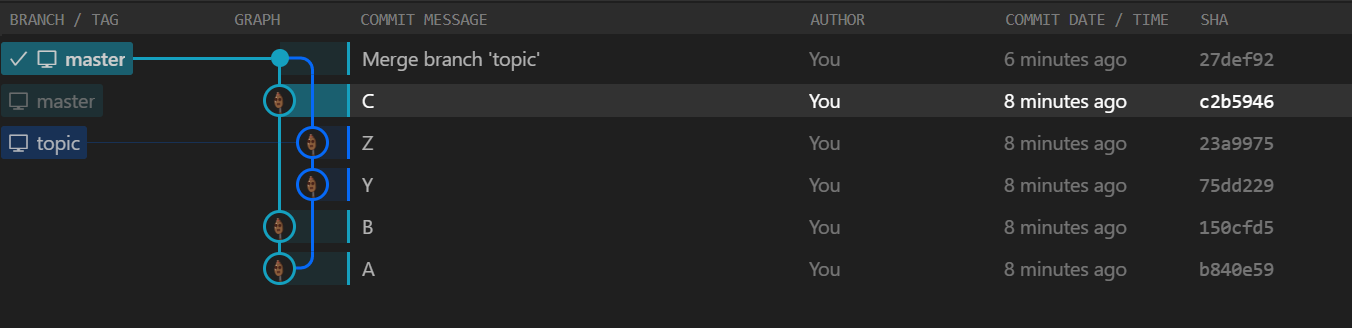 BRANCH / TAG GRAPH COMMIT MESSAGE AUTHOR COMMIT DATE / TIME SHA
master Merge branch 'topic' You 6 minutes ago 27def92
master C You 8 minutes ago c2b5946
topic Z You 8 minutes ago 23a9975
Y You 8 minutes ago 75dd229
B You 8 minutes ago 150cfd5
A You 8 minutes ago b840e59